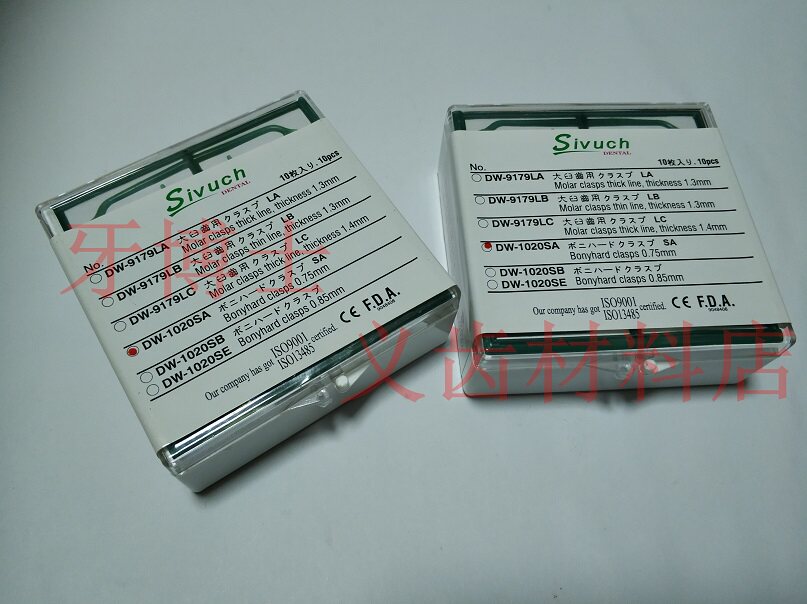 Sivuch
DENTAL
No.
10枚入り.10pcs
DW-9179LA 大臼歯用クラスプ LA
Molar clasps thick line, thickness 1.3mm
DW-9179LB 大臼歯用クラスプ LB
Molar clasps thin line, thickness 1.3mm
DW-9179LC 大臼歯用クラスプ LC
Molar clasps thick line, thickness 1.4mm
DW-1020SA ボニハードクラスプ SA
Bonyhard clasps 0.75mm
DW-1020SB ボニハードクラスプ
DW-1020SE Bonyhard clasps 0.85mm
Our company has got ISO9001 ISO13485 certified. CE F.D.A.
9048408
Sivuch
DENTAL
No.
10枚入り.10pcs
DW-9179LA 大臼歯用クラスプ LA
Molar clasps thick line, thickness 1.3mm
DW-9179LB 大臼歯用クラスプ LB
Molar clasps thin line, thickness 1.3mm
DW-9179LC 大臼歯用クラスプ LC
Molar clasps thick line, thickness 1.4mm
DW-1020SA ボニハードクラスプ SA
Bonyhard clasps 0.75mm
DW-1020SB ボニハードクラスプ
DW-1020SE Bonyhard clasps 0.85mm
Our company has got ISO9001 ISO13485 certified. CE F.D.A.
9048408
牙博士
义齿材料店